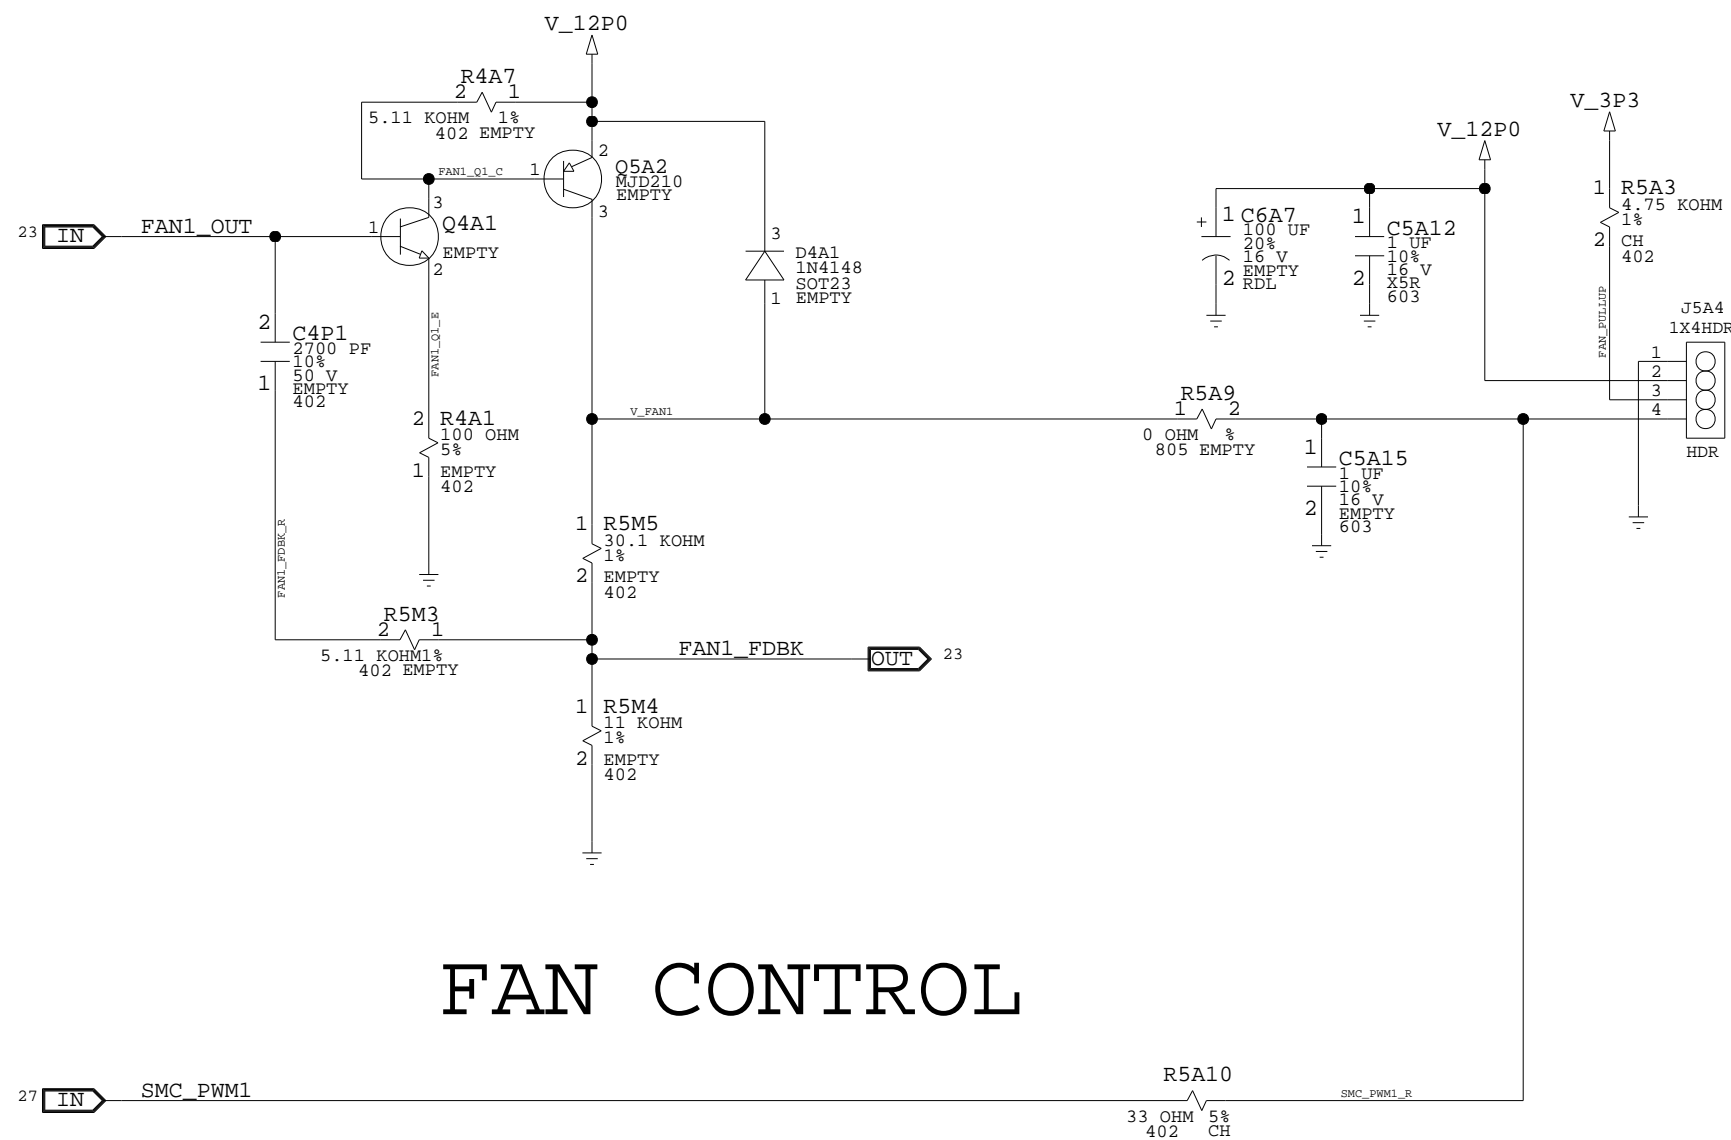 V_12P0
R4A7
2 1
5.11 KOHM 1%
402 EMPTY
FAN1_Q1_C
1
2
3
Q5A2
MJD210
EMPTY
23 IN FAN1_OUT
1
3
2
Q4A1
EMPTY
3
1
D4A1
1N4148
SOT23
EMPTY
2
1
C4P1
2700 PF
10%
50 V
EMPTY
402
FAN1_Q1_E
2
1
R4A1
100 OHM
5%
EMPTY
402
FAN1_FDBK_R
V_FAN1
1
2
R5M5
30.1 KOHM
1%
EMPTY
402
R5M3
2 1
5.11 KOHM1%
402 EMPTY
FAN1_FDBK OUT 23
1
2
R5M4
11 KOHM
1%
EMPTY
402
V_12P0
+ 1
2
C6A7
100 UF
20%
16 V
EMPTY
RDL
1
2
C5A12
1 UF
10%
16 V
X5R
603
V_3P3
1
2
R5A3
4.75 KOHM
1%
CH
402
FAN_PULLUP
J5A4
1X4HDR
1
2
3
4
HDR
R5A9
1 2
0 OHM %
805 EMPTY
1
2
C5A15
1 UF
10%
16 V
EMPTY
603
FAN CONTROL
27 IN SMC_PWM1
R5A10
33 OHM 5%
402 CH
SMC_PWM1_R